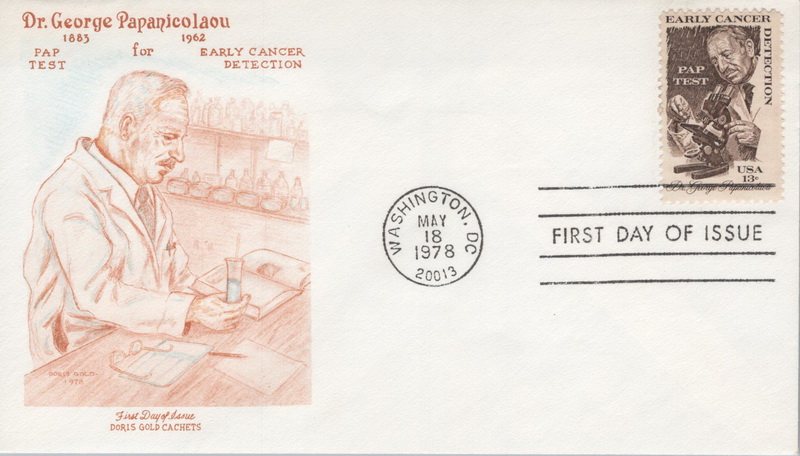 Dr. George Papanicolaou
1883 1962
PAP for EARLY CANCER
TEST DETECTION
DORIS GOLD
1978
First Day of Issue
DORIS GOLD CACHETS
WASHINGTON, DC
MAY
18
1978
20013
EARLY CANCER
DETECTION
PAP
TEST
USA
13c
Dr. George Papanicolaou
FIRST DAY OF ISSUE